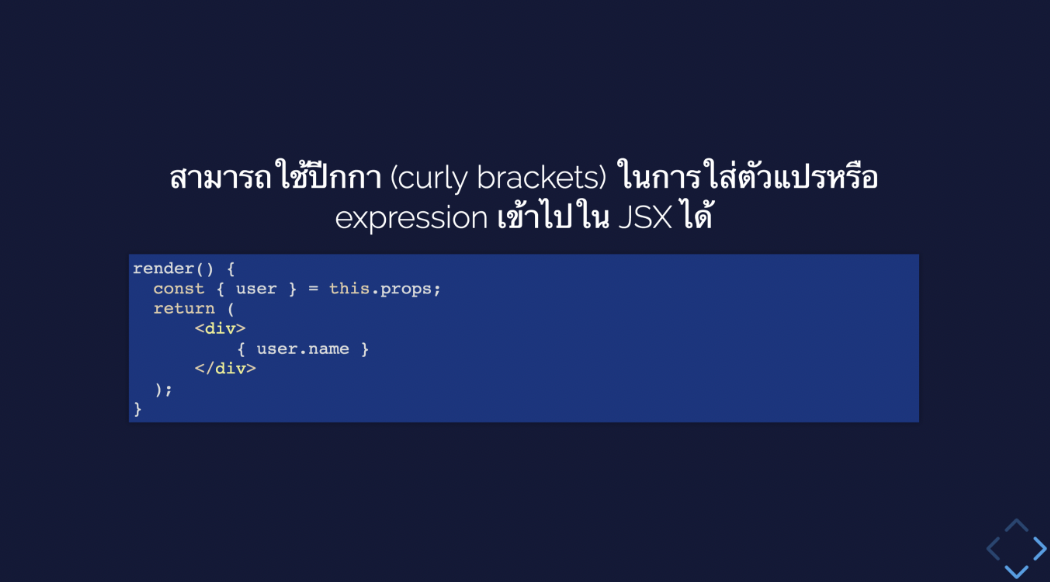 สามารถใช้ปีกกา (curly brackets) ในการใส่ตัวแปรหรือ
expression เข้าไปใน JSX ได้
render() {
  const { user } = this.props;
  return (
      <div>
          { user.name }
      </div>
  );
}